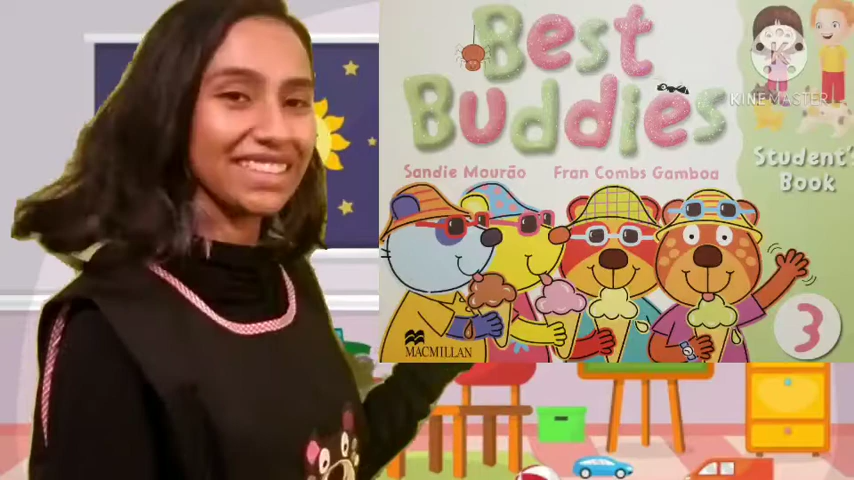 Best
Buddies
Sandie Mourão Fran Combs Gamboa
KINEMASTER
Student's
Book
MACMILLAN
3